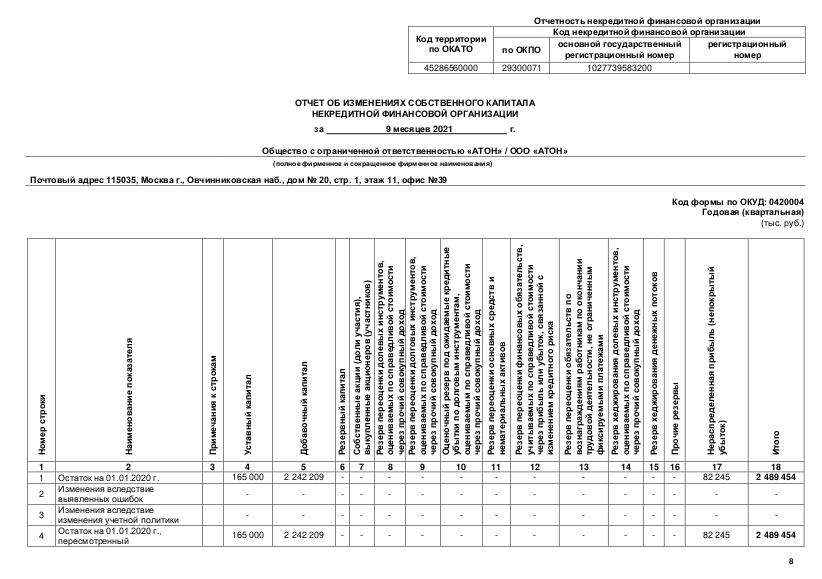 Отчетность некредитной финансовой организации
Код территории по ОКАТО
Код некредитной финансовой организации
по ОКПО
основной государственный регистрационный номер
регистрационный номер
45286560000 29300071 1027739583200
ОТЧЕТ ОБ ИЗМЕНЕНИЯХ СОБСТВЕННОГО КАПИТАЛА
НЕКРЕДИТНОЙ ФИНАНСОВОЙ ОРГАНИЗАЦИИ
за 9 месяцев 2021 г.
Общество с ограниченной ответственностью «АТОН» / ООО «АТОН»
(полное фирменное и сокращенное фирменное наименования)
Почтовый адрес 115035, Москва г., Овчинниковская наб., дом № 20, стр. 1, этаж 11, офис №39
Код формы по ОКУД: 0420004
Годовая (квартальная)
(тыс. руб.)
Номер строки
Наименование показателя
Примечания к строкам
Уставный капитал
Добавочный капитал
Резервный капитал
Собственные акции (доли участия),
выкупленные акционеров (участников)
Резерв переоценки долевых инструментов,
оцениваемых по справедливой стоимости
через прочий совокупный доход
Резерв переоценки долговых инструментов,
оцениваемых по справедливой стоимости
через прочий совокупный доход
Оценочный резерв под ожидаемые кредитные
убытки по долговым инструментам,
оцениваемым по справедливой стоимости
через прочий совокупный доход
Резерв переоценки основных средств и
нематериальных активов
Резерв переоценки финансовых обязательств,
учитываемых по справедливой стоимости
через прибыль или убыток, связанной с
изменением кредитного риска
Резерв переоценки обязательств по
вознаграждениям работникам по окончании
трудовой деятельности, не ограниченным
фиксируемыми платежами
Резерв хеджирования долевых инструментов,
оцениваемых по справедливой стоимости
через прочий совокупный доход
Резерв хеджирования денежных потоков
Прочие резервы
Нераспределенная прибыль (непокрытый
убыток)
Итого
1 2 3 4 5 6 7 8 9 10 11 12 13 14 15 16 17 18
1 Остаток на 01.01.2020 г. 165 000 2 242 209 - - - - - - - - - - - 82 245 2 489 454
2 Изменения вследствие
выявленных ошибок - - - - - - - - - - - - - - -
3 Изменения вследствие
изменения учетной политики - - - - - - - - - - - - - - -
4 Остаток на 01.01.2020 г.,
пересмотренный 165 000 2 242 209 - - - - - - - - - - - 82 245 2 489 454
8